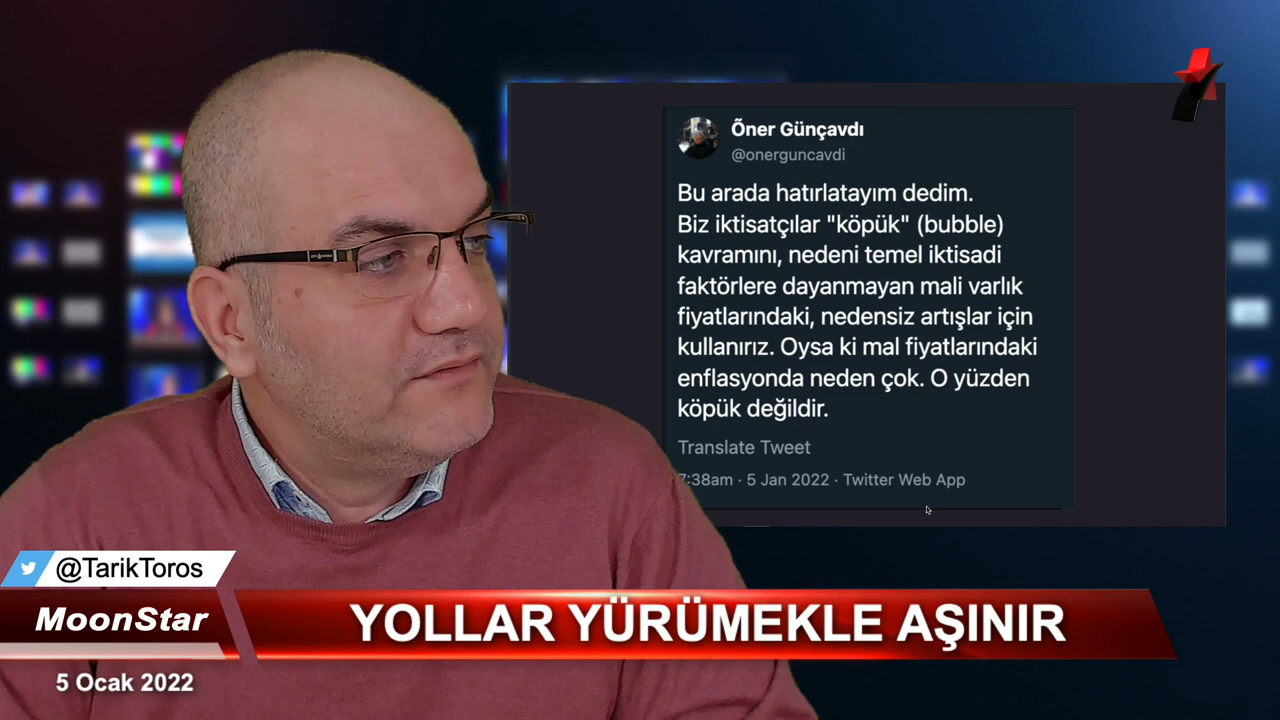 Õner Günçavdı
@onerguncavdi
Bu arada hatırlatayım dedim.
Biz iktisatçılar "köpük" (bubble)
kavramını, nedeni temel iktisadi
faktörlere dayanmayan mali varlık
fiyatlarındaki, nedensiz artışlar için
kullanırız. Oysa ki mal fiyatlarındaki
enflasyonda neden çok. O yüzden
köpük değildir.
Translate Tweet
7:38am · 5 Jan 2022 · Twitter Web App
@TarikToros
MoonStar
YOLLAR YÜRÜMEKLE AŞINIR
5 Ocak 2022